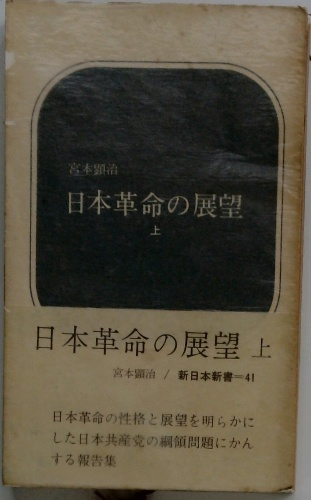 宮本顕治
日本革命の展望
上
日本革命の展望 上
宮本顕治 / 新日本新書=41
日本革命の性格と展望を明らかに
した日本共産党の綱領問題にかん
する報告集